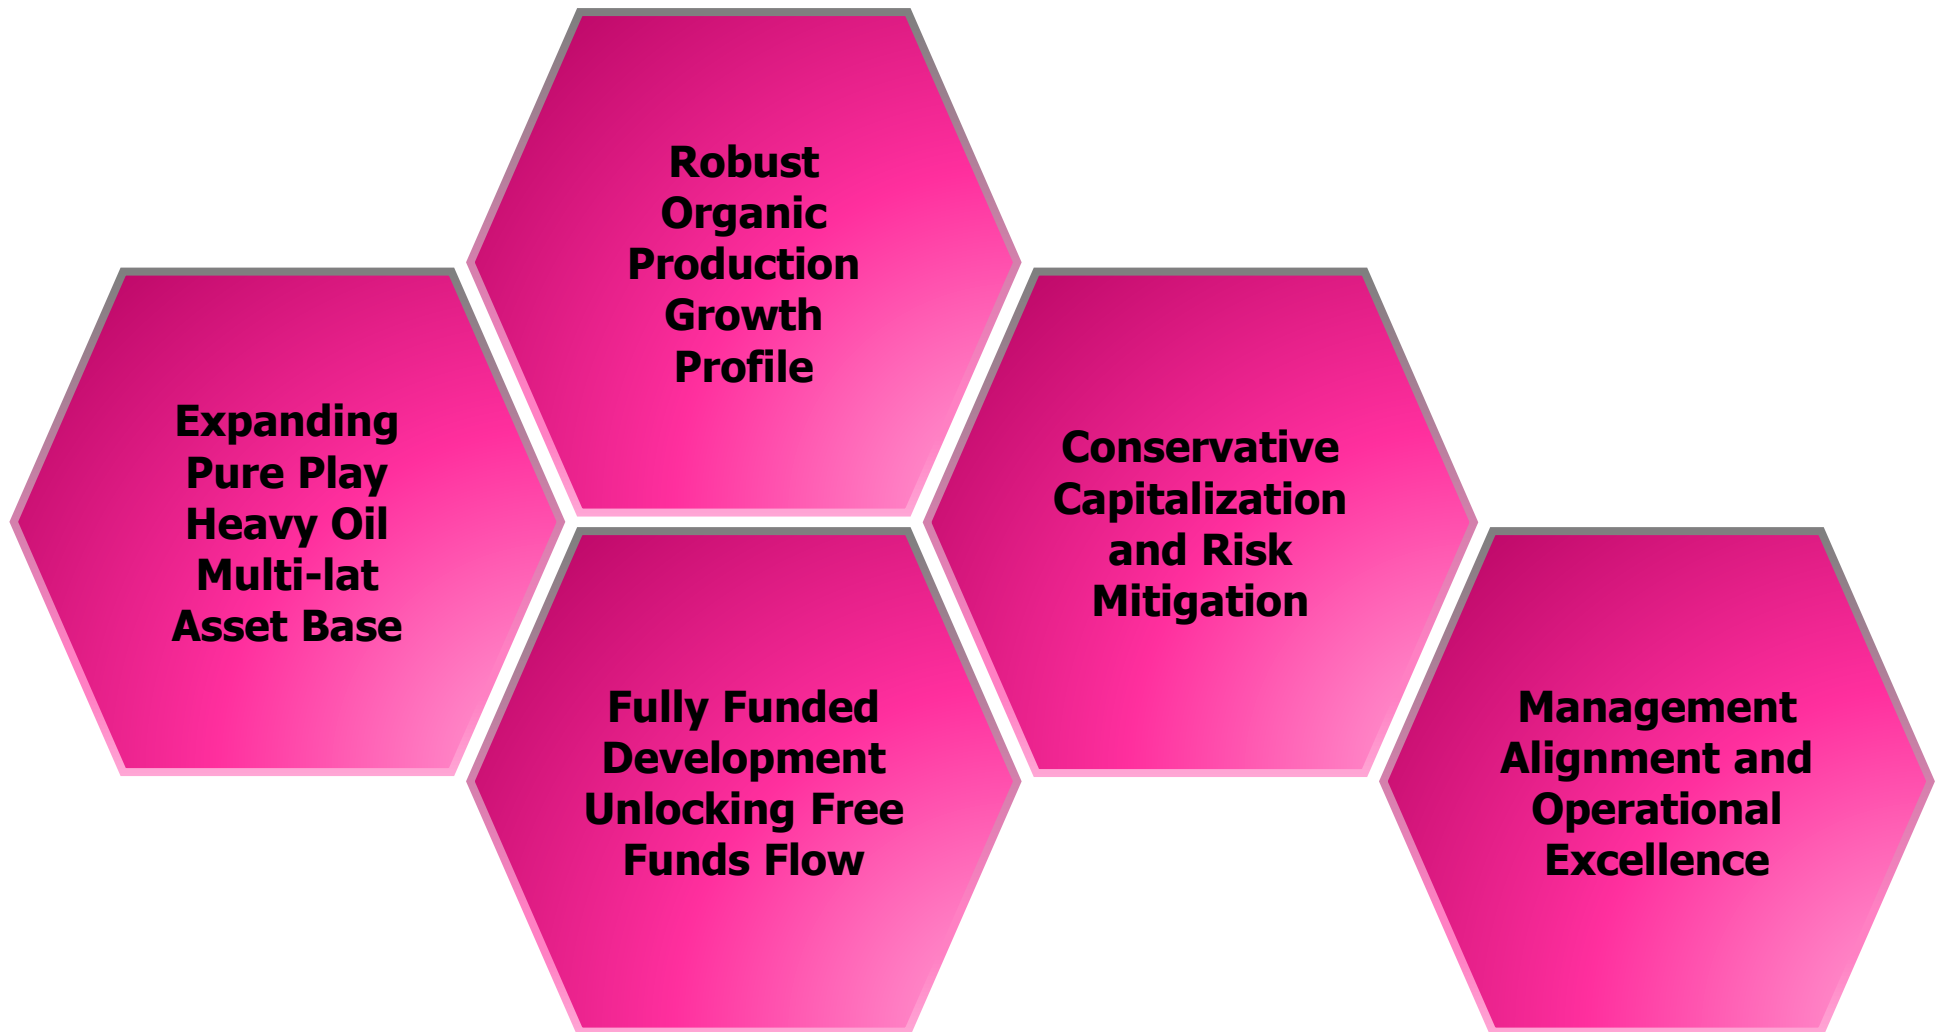 Expanding
Pure Play
Heavy Oil
Multi-lat
Asset Base
Robust
Organic
Production
Growth
Profile
Fully Funded
Development
Unlocking Free
Funds Flow
Conservative
Capitalization
and Risk
Mitigation
Management
Alignment and
Operational
Excellence